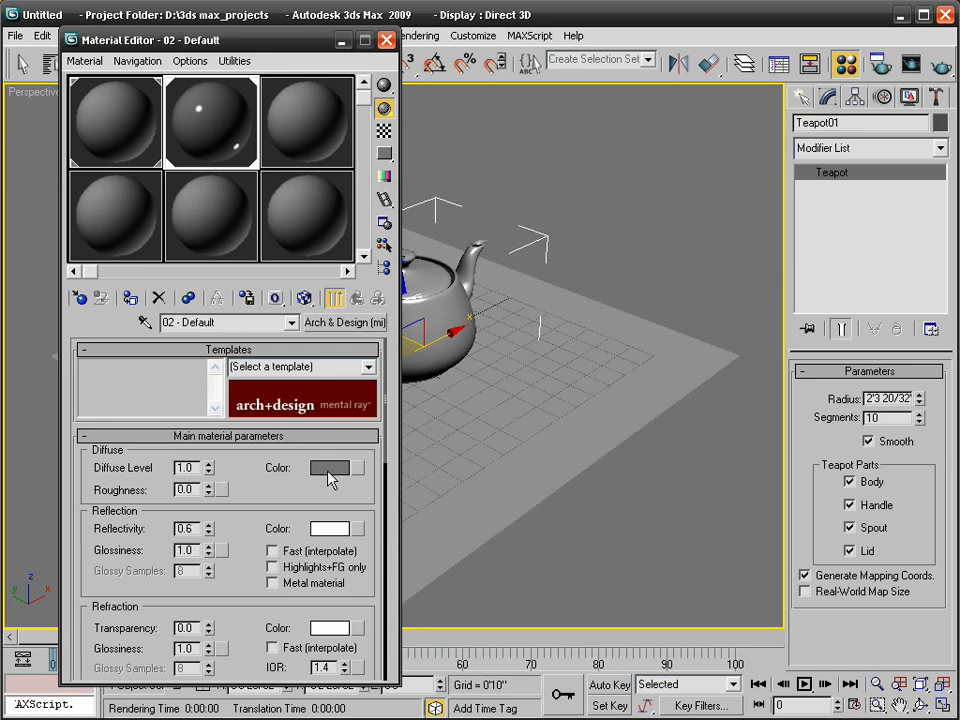 Untitled - Project Folder: D:\3ds max_projects - Autodesk 3ds Max 2009 - Display : Direct 3D
File Edit
Material Editor - 02 - Default
Customize MAXScript Help
Material Navigation Options Utilities
Create Selection Set
Perspective
Teapot01
Modifier List
Teapot
02 - Default
Arch & Design (mi)
- Templates
(Select a template)
arch+design mental ray
- Main material parameters
Diffuse
Diffuse Level 1.0 Color:
Roughness: 0.0
Reflection
Reflectivity: 0.6 Color:
Glossiness: 1.0 Fast (interpolate)
Highlights+FG only
Glossy Samples: 8
Metal material
Refraction
Transparency: 0.0 Color:
Glossiness: 1.0 Fast (interpolate)
Glossy Samples: 8 IOR: 1.4
- Parameters
Radius: 2'3 20/32"
Segments: 10
Smooth
Teapot Parts
Body
Handle
Spout
Lid
Generate Mapping Coords.
Real-World Map Size
x
z
y x
60 70 80 90 100
Grid = 0'10"
Auto Key Selected
AXScript.
Rendering Time 0:00:00 Translation Time 0:00:00
Add Time Tag
Set Key Key Filters... 0